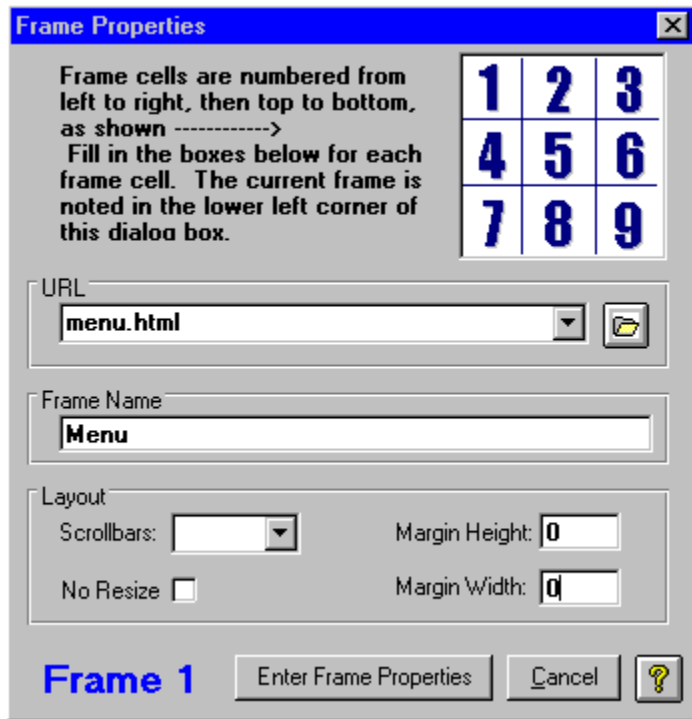 Frame Properties
Frame cells are numbered from
left to right, then top to bottom,
as shown ------------>
Fill in the boxes below for each
frame cell. The current frame is
noted in the lower left corner of
this dialog box.
1 2 3
4 5 6
7 8 9
URL
menu.html
Frame Name
Menu
Layout
Scrollbars:
Margin Height: 0
No Resize
Margin Width: 0
Frame 1
Enter Frame Properties
Cancel
?